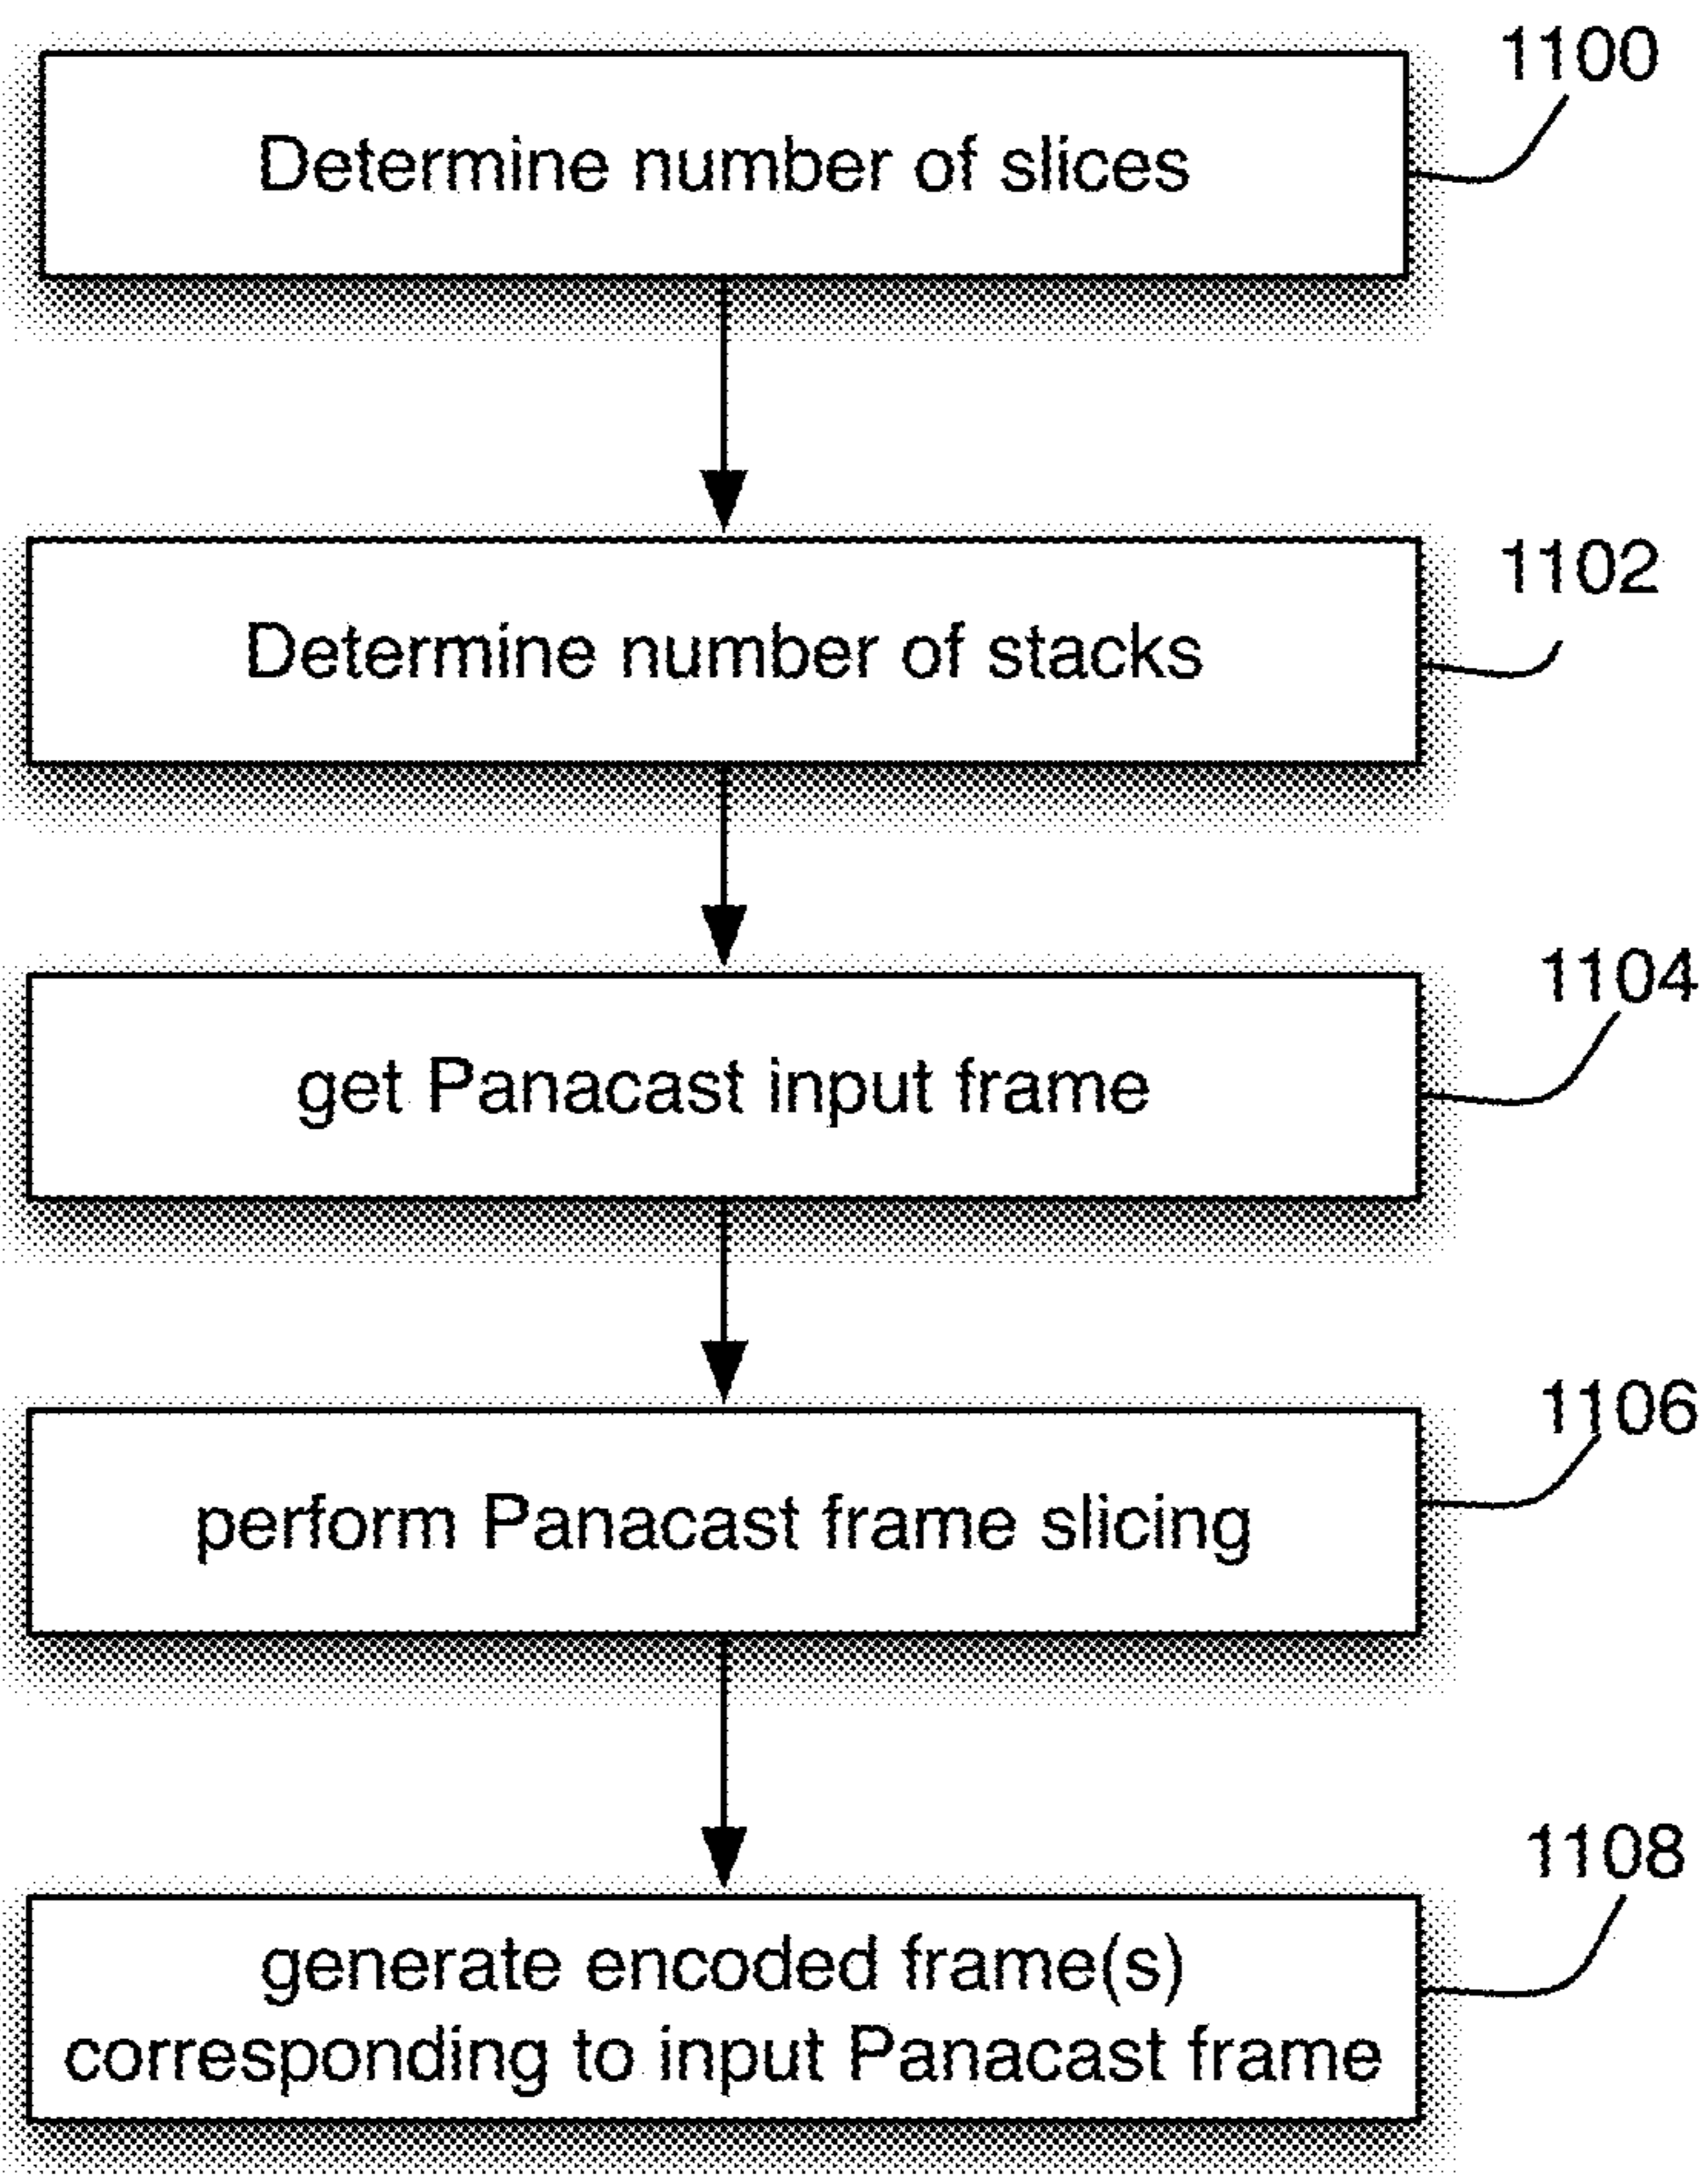 1100
Determine number of slices
1102
Determine number of stacks
1104
get Panacast input frame
1106
perform Panacast frame slicing
1108
generate encoded frame(s)
corresponding to input Panacast frame